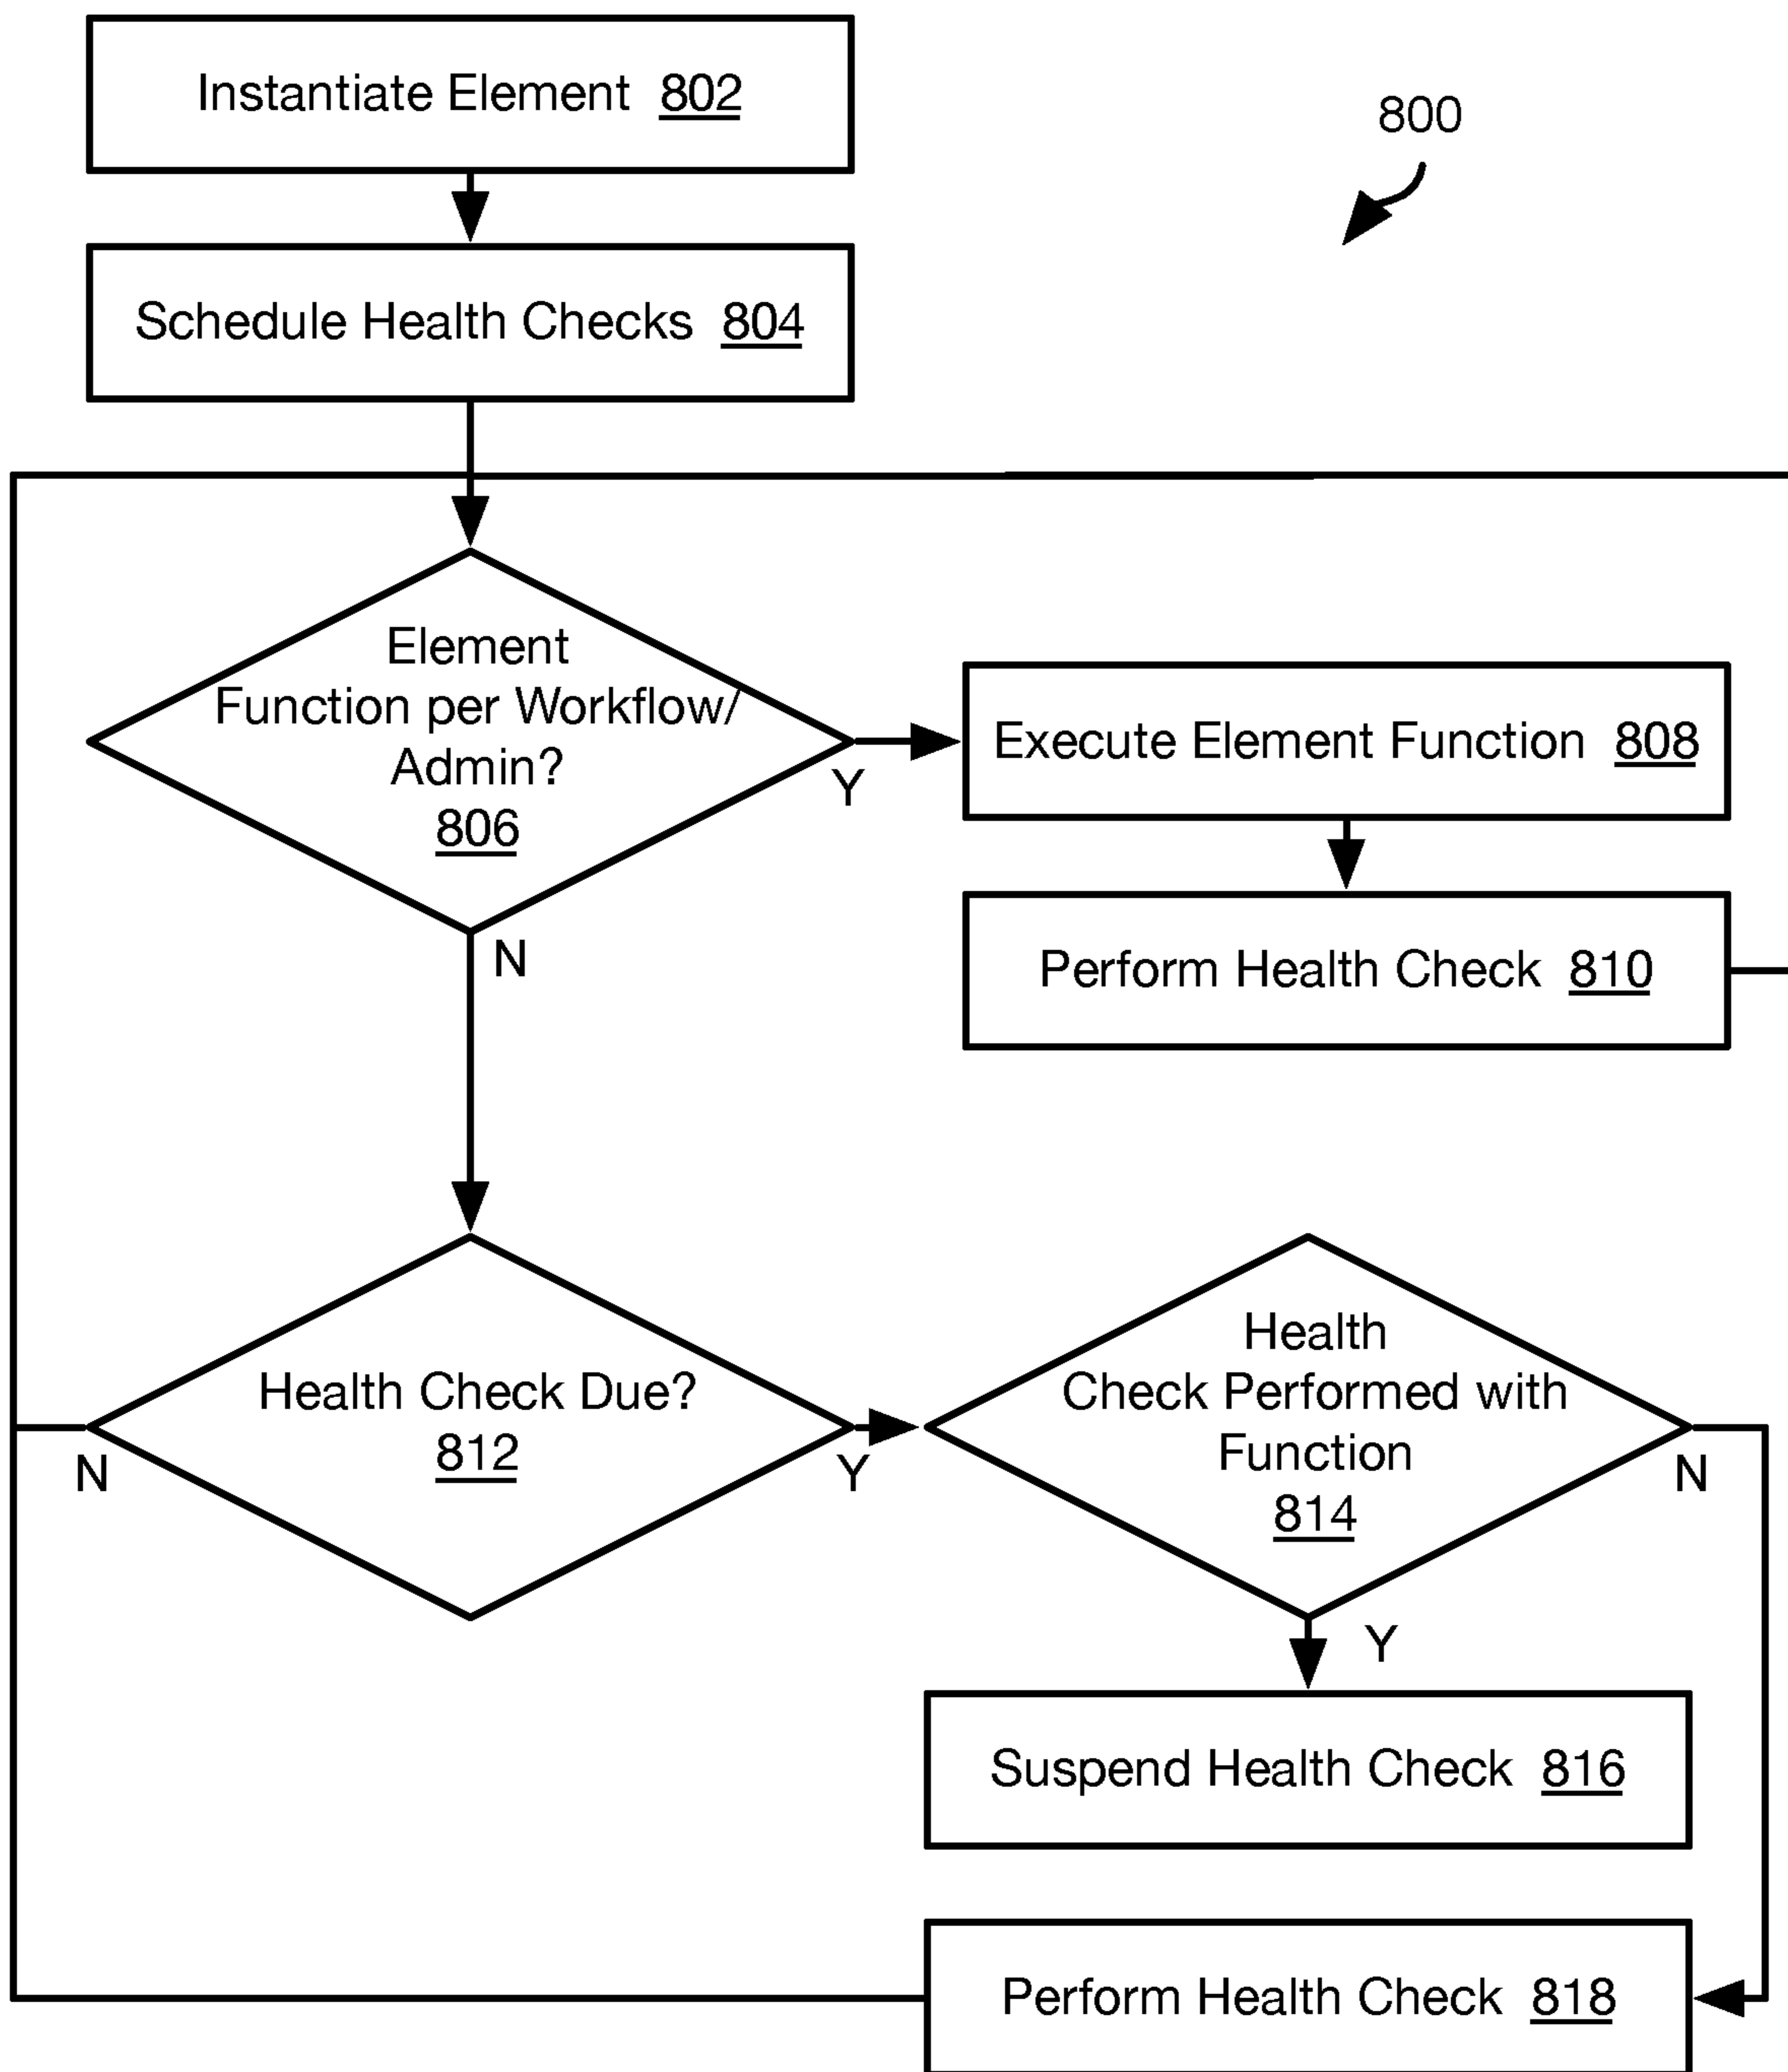 Instantiate Element 802
800
Schedule Health Checks 804
Element
Function per Workflow/
Admin?
806
Y
Execute Element Function 808
N
Perform Health Check 810
Health Check Due?
812
N
Y
Health
Check Performed with
Function
814
N
Y
Suspend Health Check 816
Perform Health Check 818